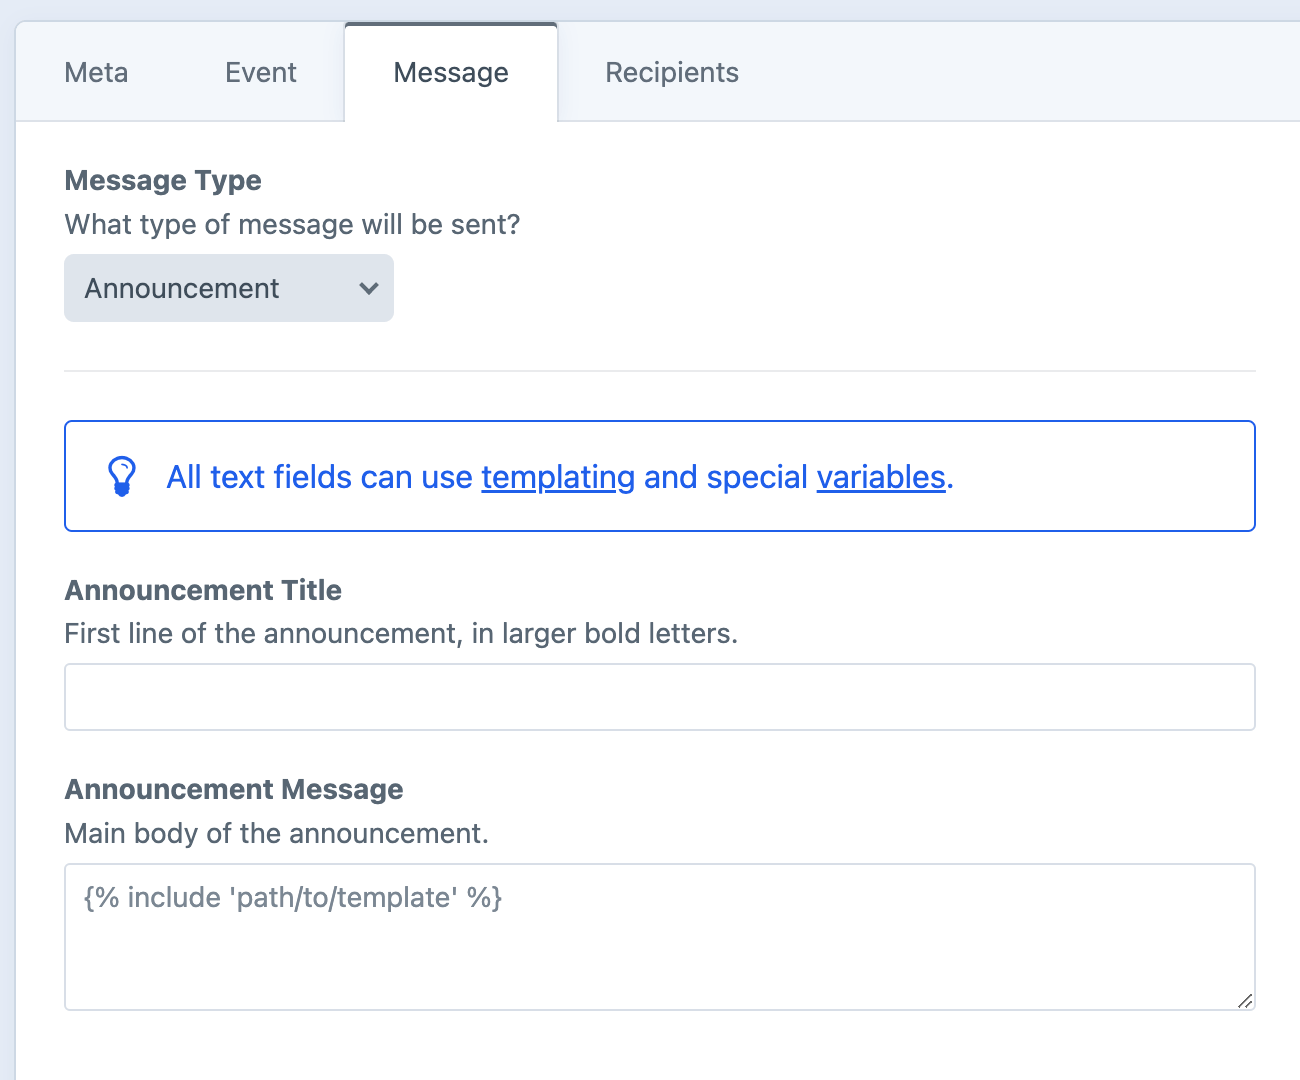 Meta Event Message Recipients
Message Type
What type of message will be sent?
Announcement
All text fields can use templating and special variables.
Announcement Title
First line of the announcement, in larger bold letters.
Announcement Message
Main body of the announcement.
{% include 'path/to/template' %}